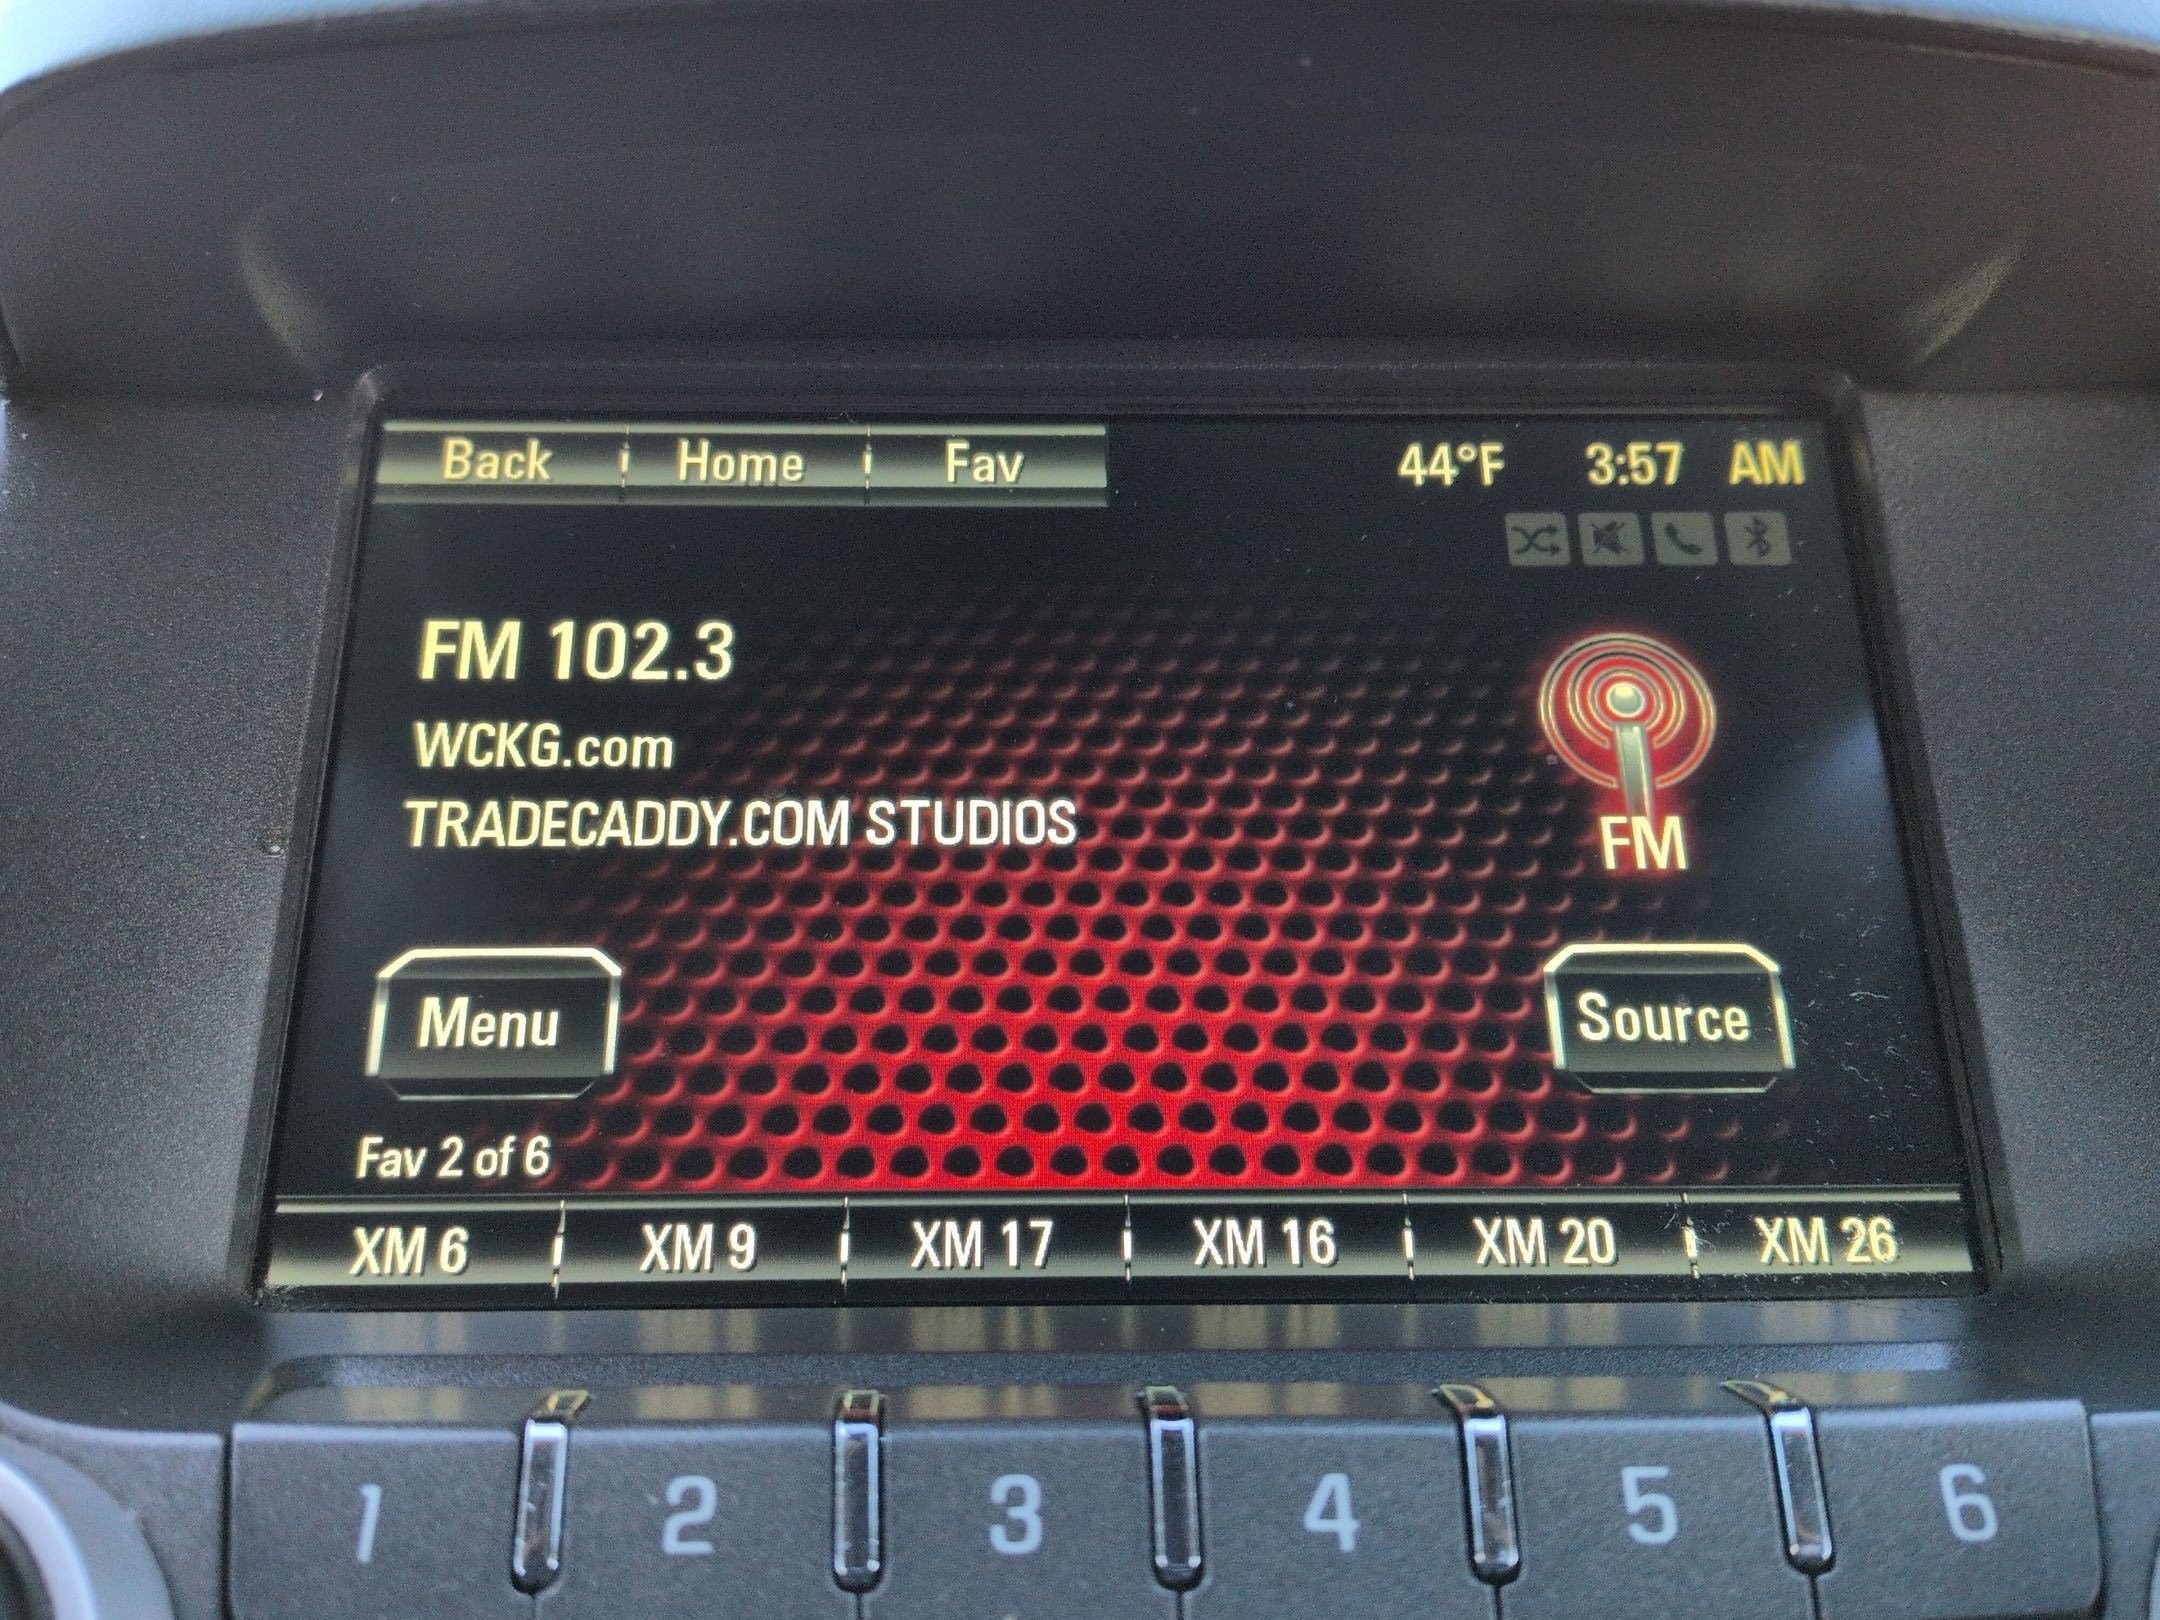 Back Home Fav 44°F 3:57 AM
FM 102.3
WCKG.com
TRADECADDY.COM STUDIOS
FM
Menu Source
Fav 2 of 6
XM 6 XM 9 XM 17 XM 16 XM 20 XM 26
1 2 3 4 5 6